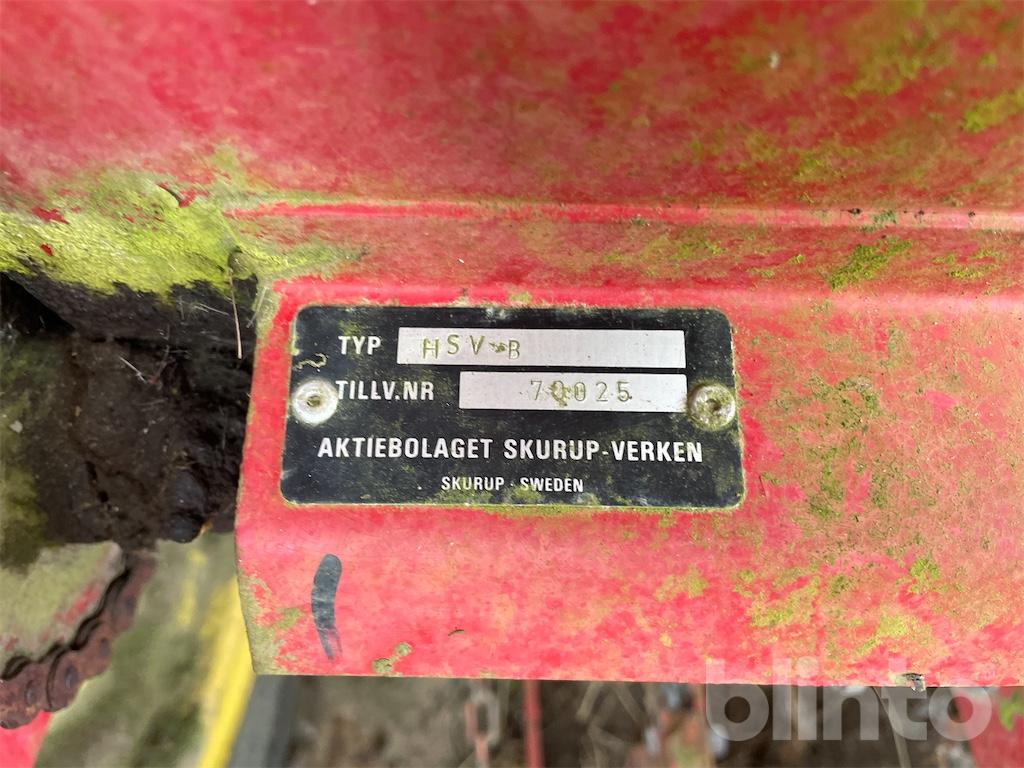 TYP HSV-B
TILLV.NR 70025
AKTIEBOLAGET SKURUP-VERKEN
SKURUP · SWEDEN
blinto